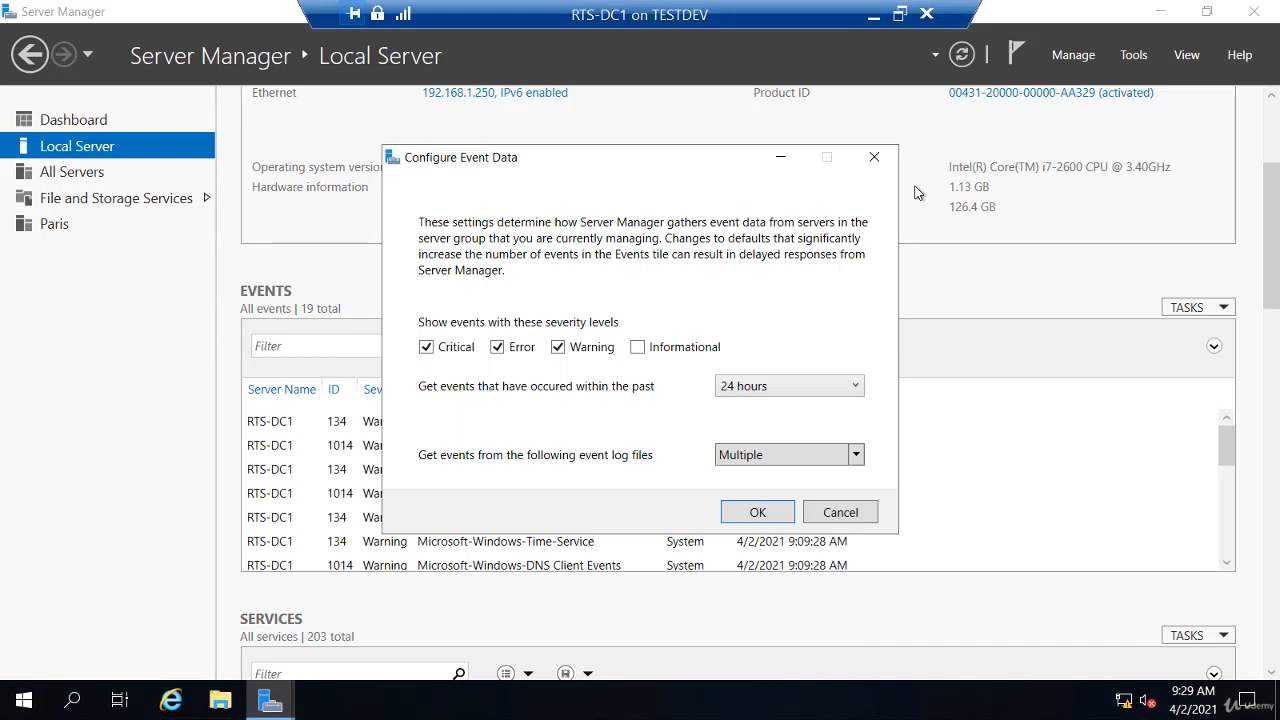 Server Manager
RTS-DC1 on TESTDEV
Server Manager ‣ Local Server
Manage Tools View Help
Dashboard
Local Server
All Servers
File and Storage Services
Paris
Ethernet 192.168.1.250, IPv6 enabled Product ID 00431-20000-00000-AA329 (activated)
Operating system version Intel(R) Core(TM) i7-2600 CPU @ 3.40GHz
Hardware information 1.13 GB
126.4 GB
Configure Event Data
These settings determine how Server Manager gathers event data from servers in the
server group that you are currently managing. Changes to defaults that significantly
increase the number of events in the Events tile can result in delayed responses from
Server Manager.
Show events with these severity levels
Critical Error Warning Informational
Get events that have occured within the past 24 hours
Get events from the following event log files Multiple
OK Cancel
EVENTS
All events | 19 total
TASKS
Filter
Server Name ID Sev
RTS-DC1 134 War
RTS-DC1 1014 War
RTS-DC1 134 War
RTS-DC1 1014 War
RTS-DC1 134 War
RTS-DC1 134 Warning Microsoft-Windows-Time-Service System 4/2/2021 9:09:28 AM
RTS-DC1 1014 Warning Microsoft-Windows-DNS Client Events System 4/2/2021 9:09:28 AM
SERVICES
All services | 203 total
TASKS
Filter
9:29 AM
4/2/2021
Udemy